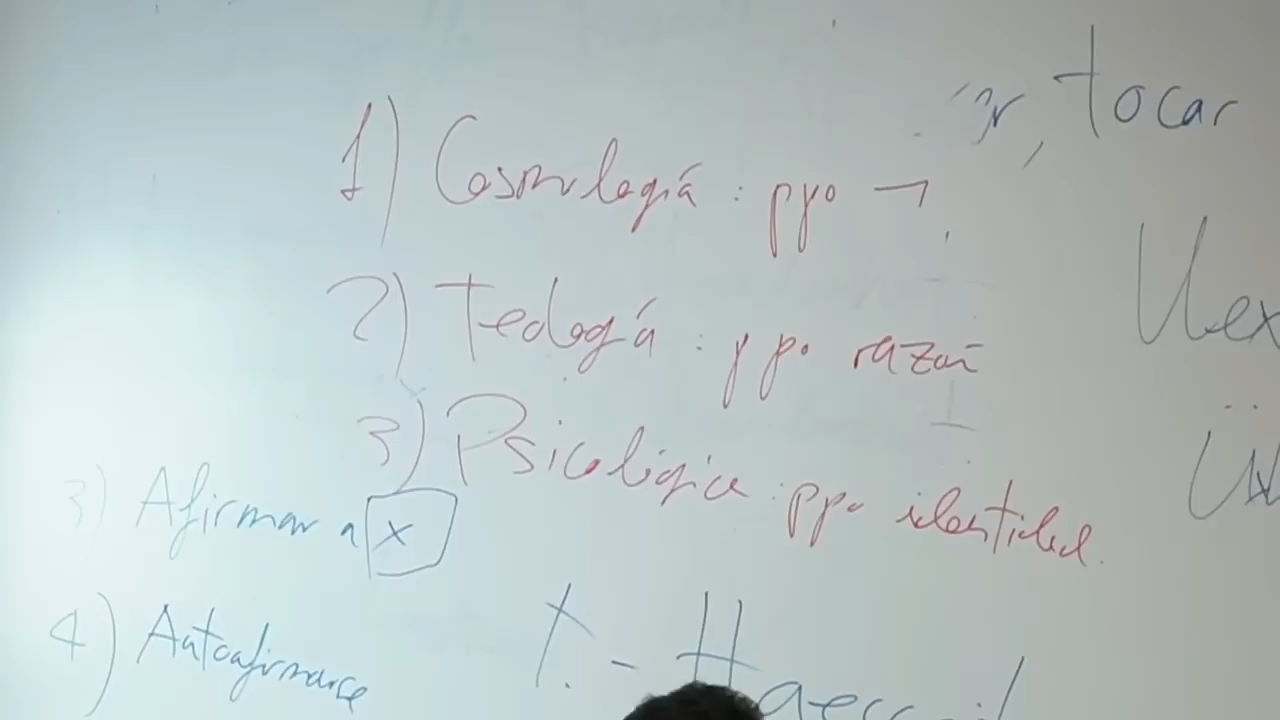 , tocar
1) Cosmología: ppo ¬
2) Teología: ppo razón
3) Psicológica: ppo identidad.
3) Afirmar a x
4) Autoafirmarse